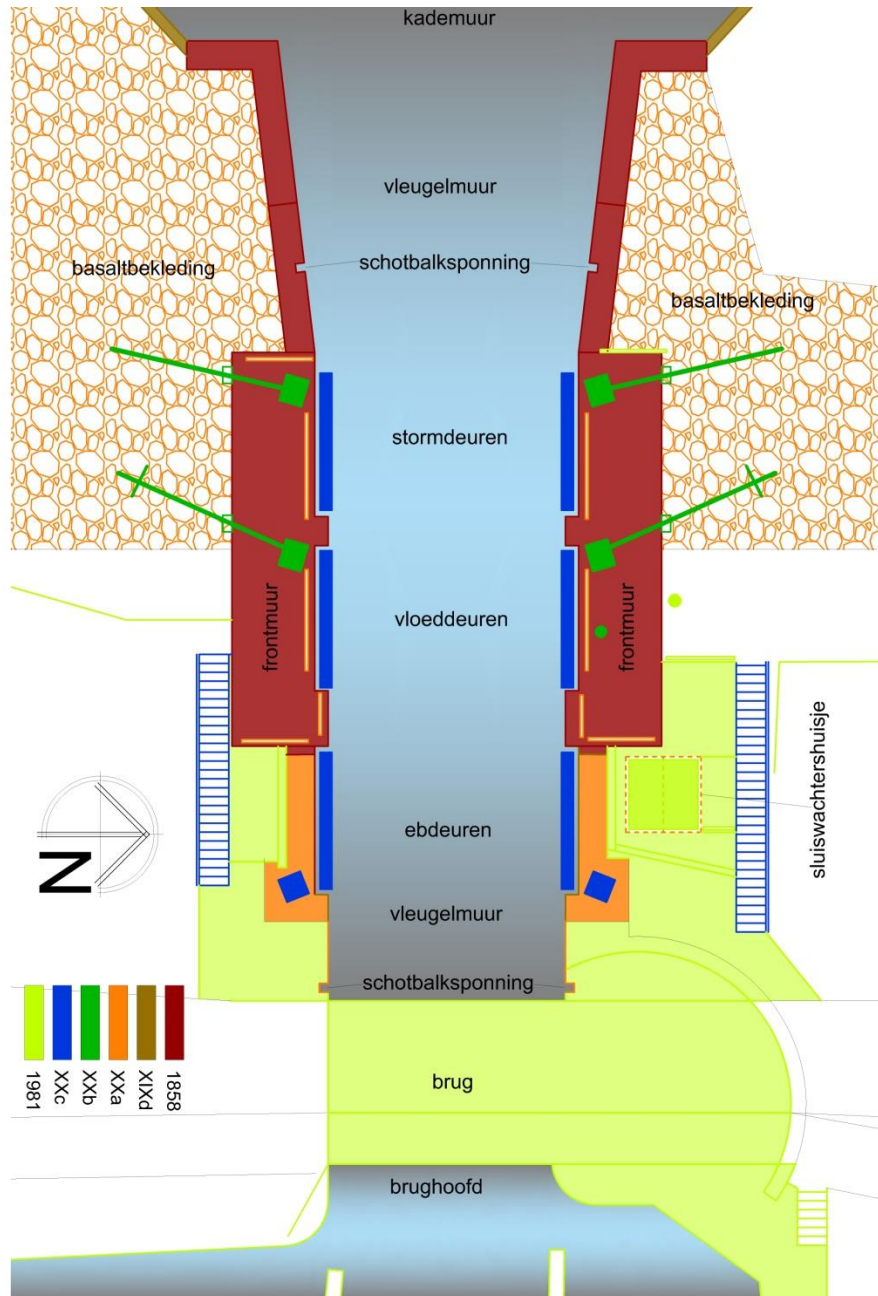 kademuur
vleugelmuur
schotbalksponning
basaltbekleding
basaltbekleding
stormdeuren
vloeddeuren
frontmuur
frontmuur
sluiswachtershuisje
ebdeuren
N
vleugelmuur
schotbalksponning
1981
XXc
XXb
XXa
XIXd
1858
brug
brughoofd